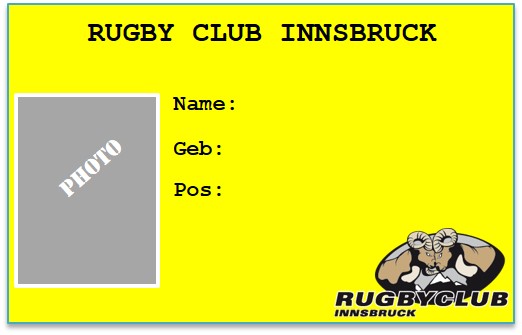 RUGBY CLUB INNSBRUCK
Name:
PHOTO
Geb:
Pos:
RUGBYCLUB
INNSBRUCK